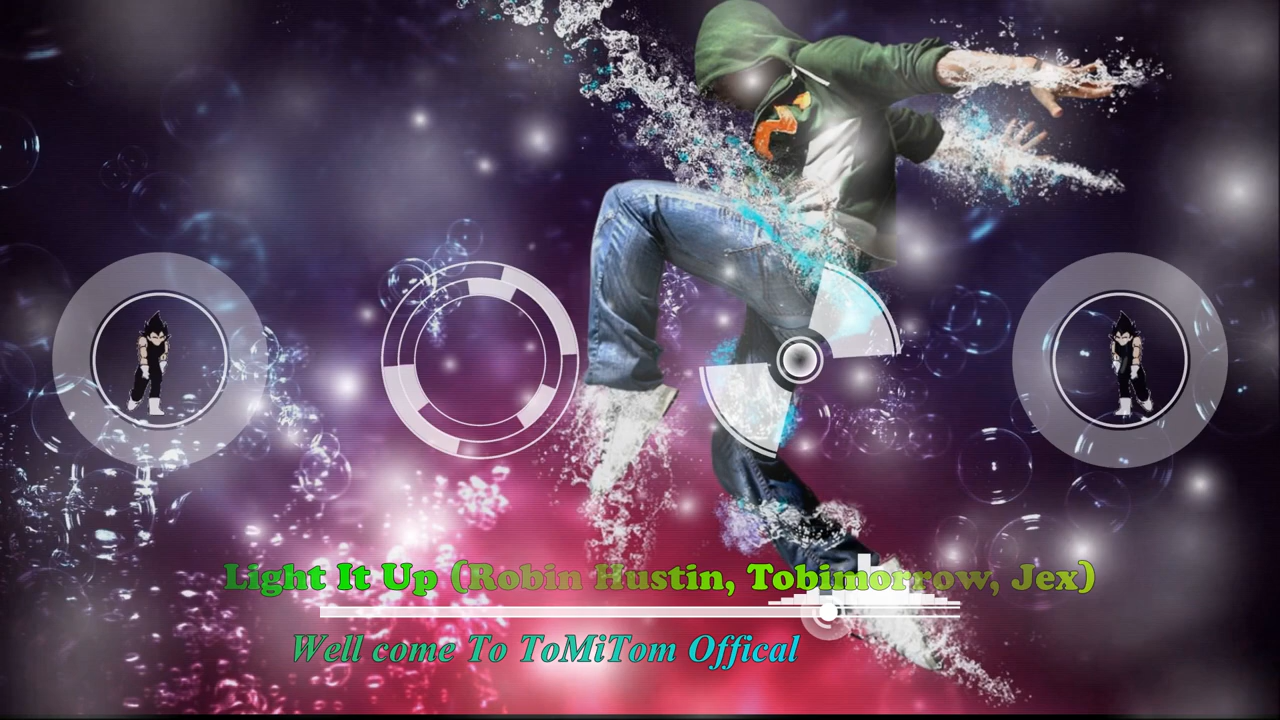 Light It Up (Robin Hustin, Tobimorrow, Jex)
Well come To ToMiTom Offical